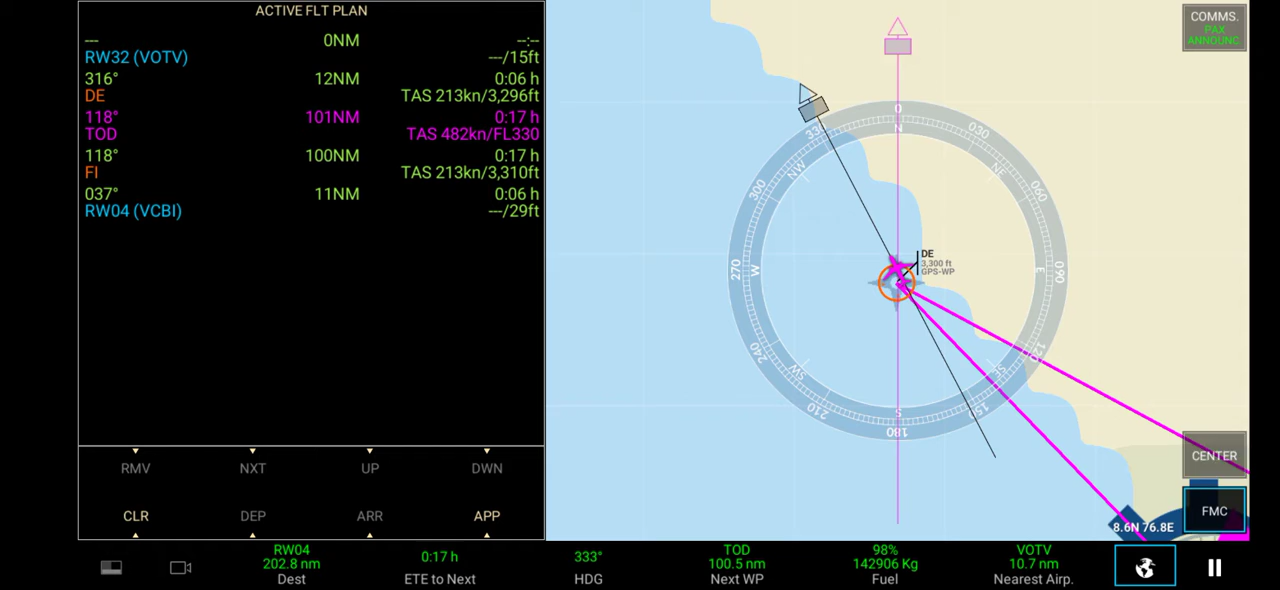 ACTIVE FLT PLAN
--- 0NM --:--
RW32 (VOTV) ---/15ft
316° 12NM 0:06 h
DE TAS 213kn/3,296ft
118° 101NM 0:17 h
TOD TAS 482kn/FL330
118° 100NM 0:17 h
FI TAS 213kn/3,310ft
037° 11NM 0:06 h
RW04 (VCBI) ---/29ft
RMV NXT UP DWN
CLR DEP ARR APP
COMMS.
PAX
ANNOUNC
0
N
030
NE
060
090
E
120
SE
150
S
180
210
SW
240
270
W
300
NW
330
DE
3,300 ft
GPS-WP
CENTER
FMC
8.6N 76.8E
RW04
202.8 nm
Dest
0:17 h
ETE to Next
333°
HDG
TOD
100.5 nm
Next WP
98%
142906 Kg
Fuel
VOTV
10.7 nm
Nearest Airp.